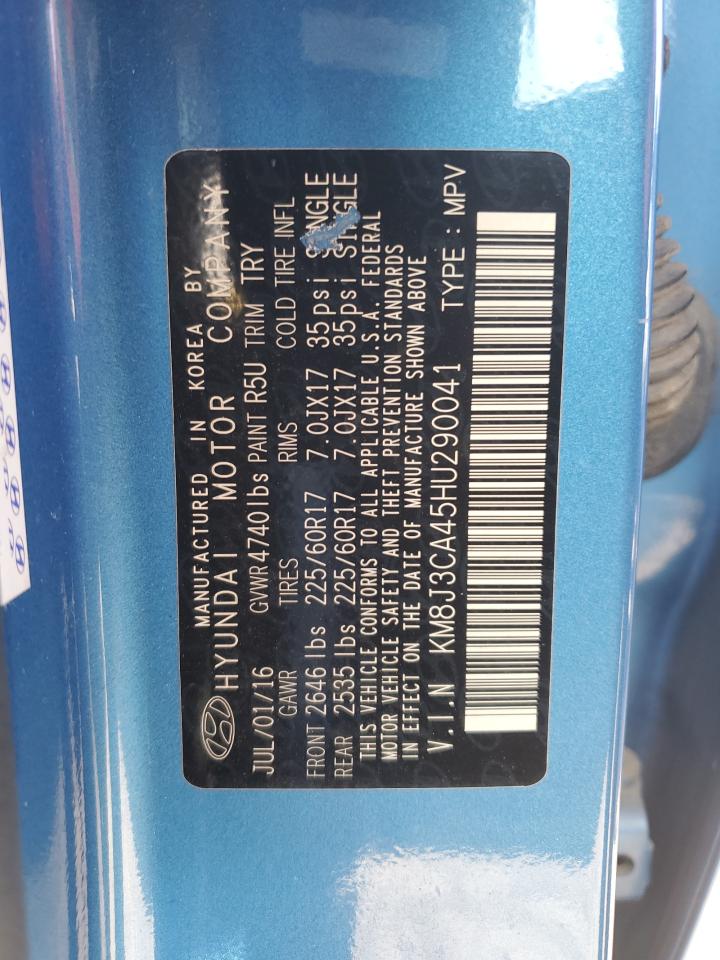 MANUFACTURED IN KOREA BY
HYUNDAI MOTOR COMPANY
JUL/01/16 GVWR 4740lbs PAINT R5U TRIM TRY
GAWR TIRES RIMS COLD TIRE INFL
FRONT 2646 lbs 225/60R17 7.0JX17 35psi SINGLE
REAR 2535 lbs 225/60R17 7.0JX17 35psi SINGLE
THIS VEHICLE CONFORMS TO ALL APPLICABLE U.S.A. FEDERAL
MOTOR VEHICLE SAFETY AND THEFT PREVENTION STANDARDS
IN EFFECT ON THE DATE OF MANUFACTURE SHOWN ABOVE
V.I.N KM8J3CA45HU290041 TYPE : MPV